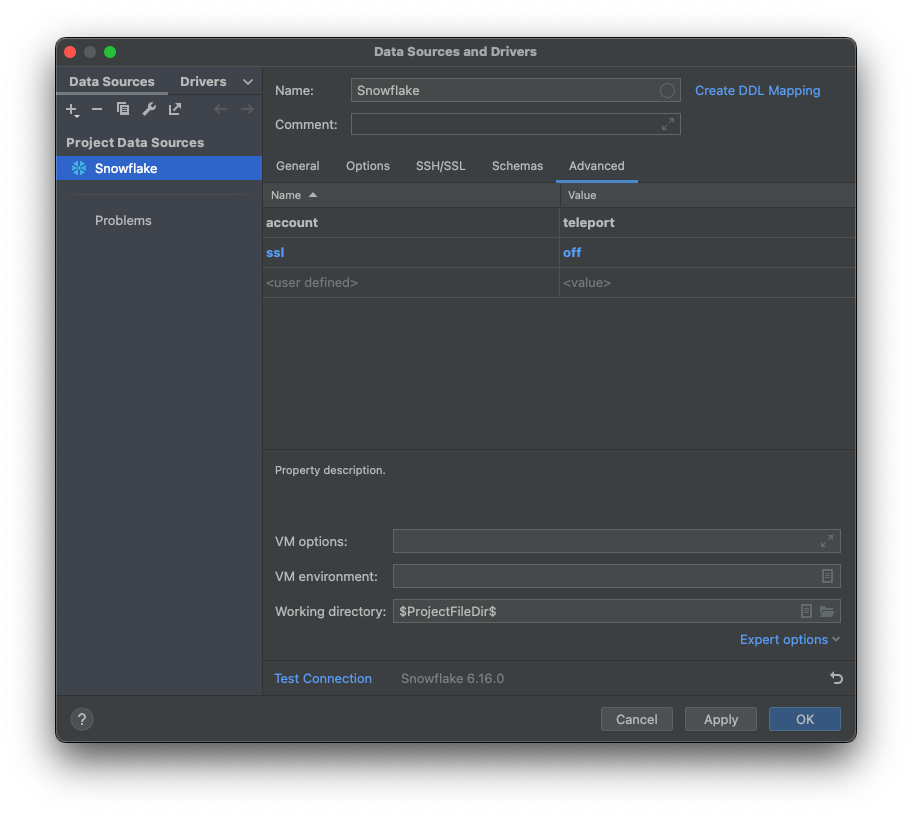 Data Sources and Drivers
Data Sources Drivers
Name: Snowflake Create DDL Mapping
Comment:
Project Data Sources
Snowflake
Problems
General Options SSH/SSL Schemas Advanced
Name Value
account teleport
ssl off
<user defined> <value>
Property description.
VM options:
VM environment:
Working directory: $ProjectFileDir$
Expert options
Test Connection Snowflake 6.16.0
? Cancel Apply OK